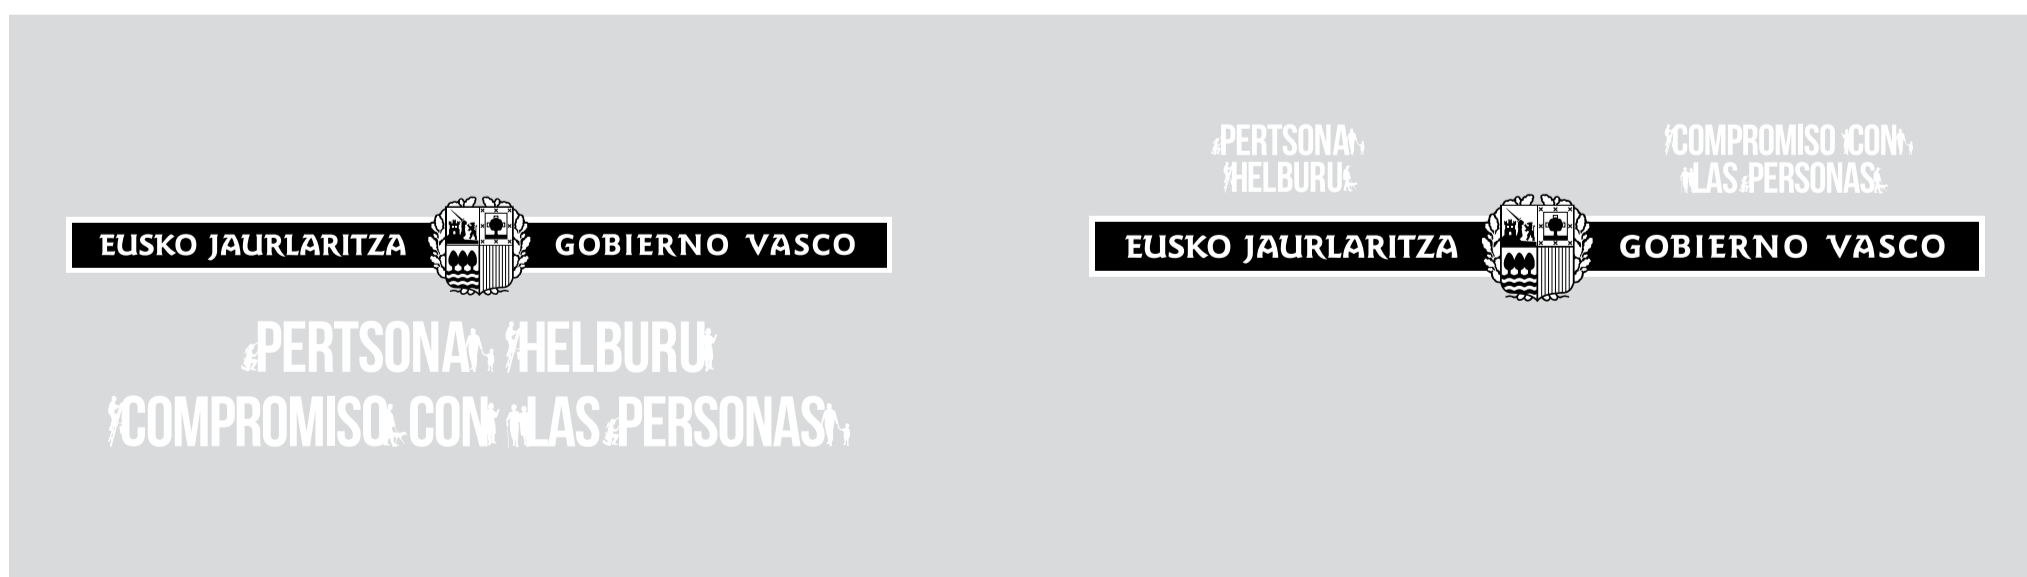 EUSKO JAURLARITZA GOBIERNO VASCO
PERTSONA HELBURU
COMPROMISO CON LAS PERSONAS
PERTSONA
HELBURU
COMPROMISO CON
LAS PERSONAS
EUSKO JAURLARITZA GOBIERNO VASCO